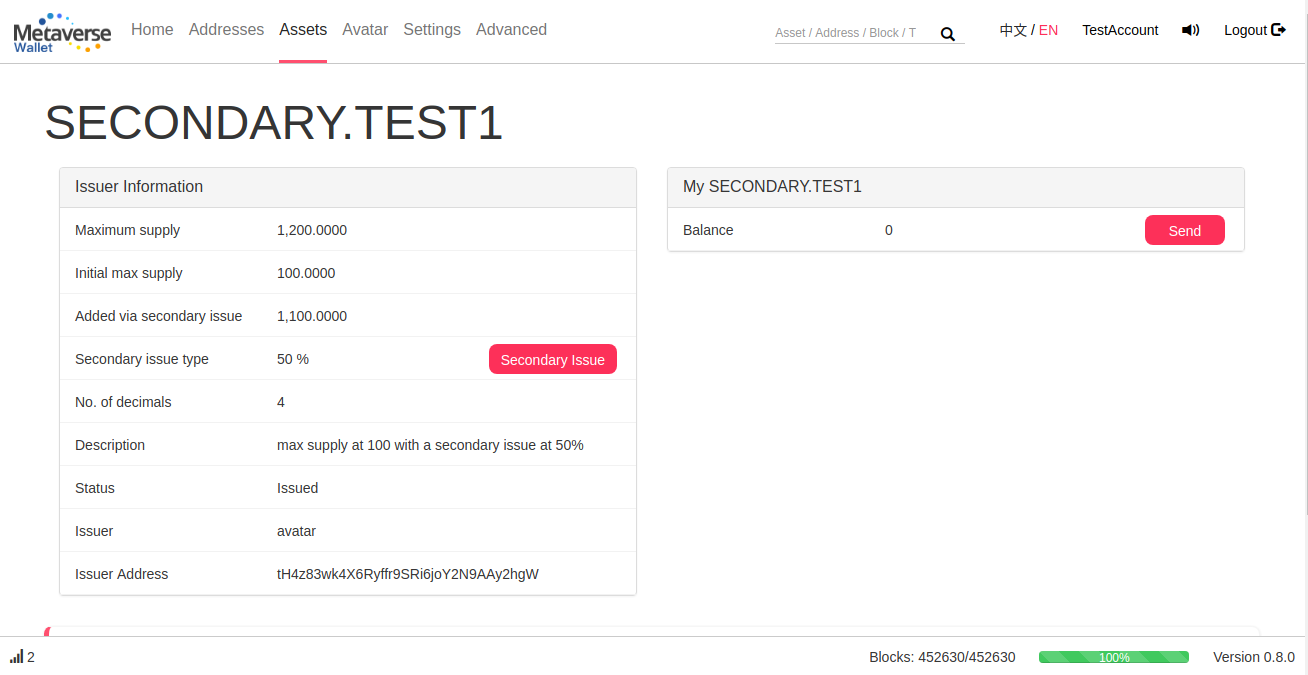 Metaverse
Wallet
Home Addresses Assets Avatar Settings Advanced
Asset / Address / Block / T
中文 / EN TestAccount Logout
SECONDARY.TEST1
Issuer Information
Maximum supply 1,200.0000
Initial max supply 100.0000
Added via secondary issue 1,100.0000
Secondary issue type 50 % Secondary Issue
No. of decimals 4
Description max supply at 100 with a secondary issue at 50%
Status Issued
Issuer avatar
Issuer Address tH4z83wk4X6Ryffr9SRi6joY2N9AAy2hgW
My SECONDARY.TEST1
Balance 0 Send
2 Blocks: 452630/452630 100% Version 0.8.0